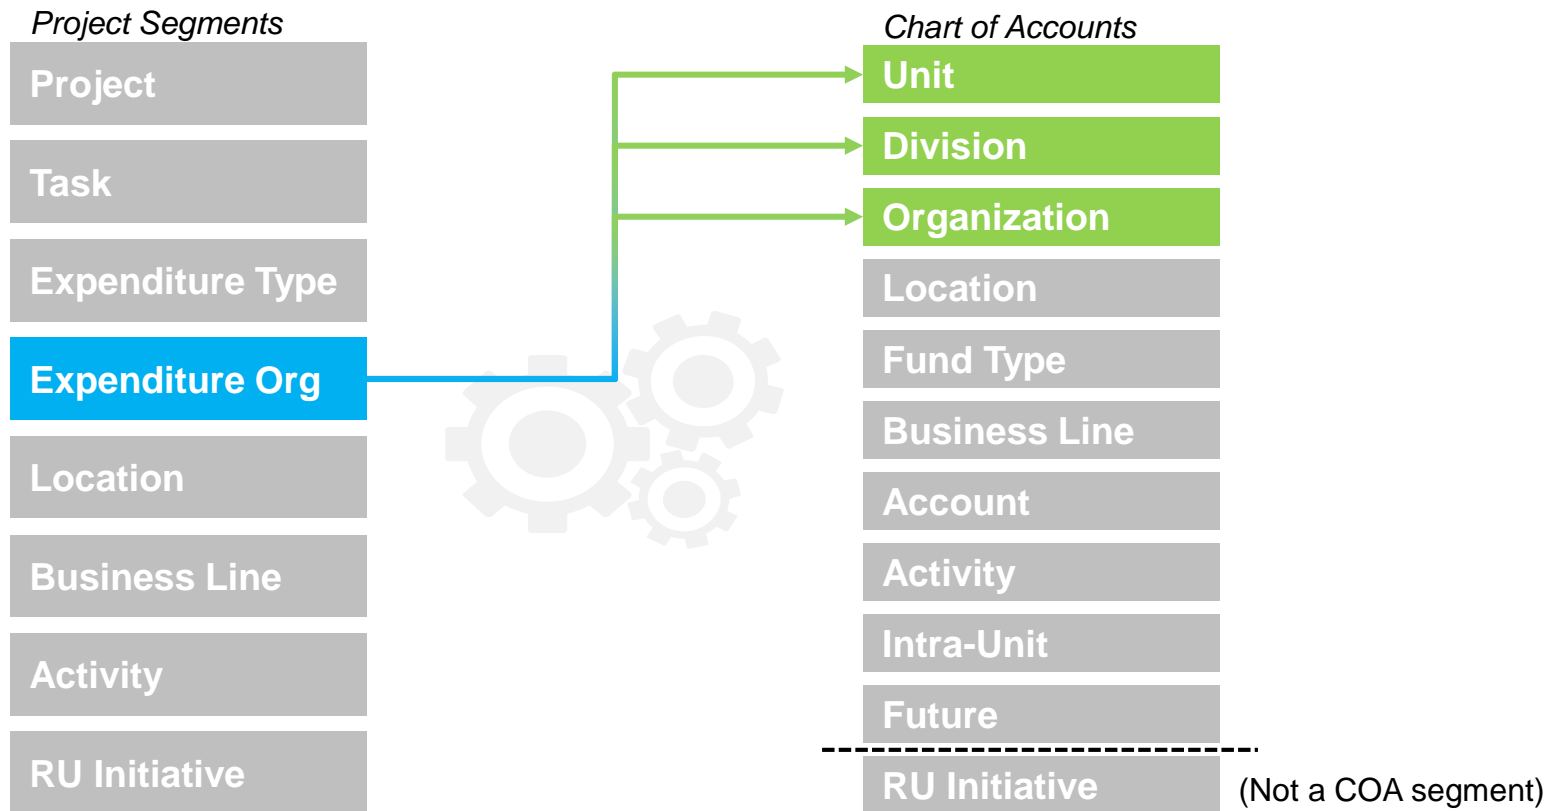 Project Segments
Project
Task
Expenditure Type
Expenditure Org
Location
Business Line
Activity
RU Initiative
Chart of Accounts
Unit
Division
Organization
Location
Fund Type
Business Line
Account
Activity
Intra-Unit
Future
RU Initiative
(Not a COA segment)